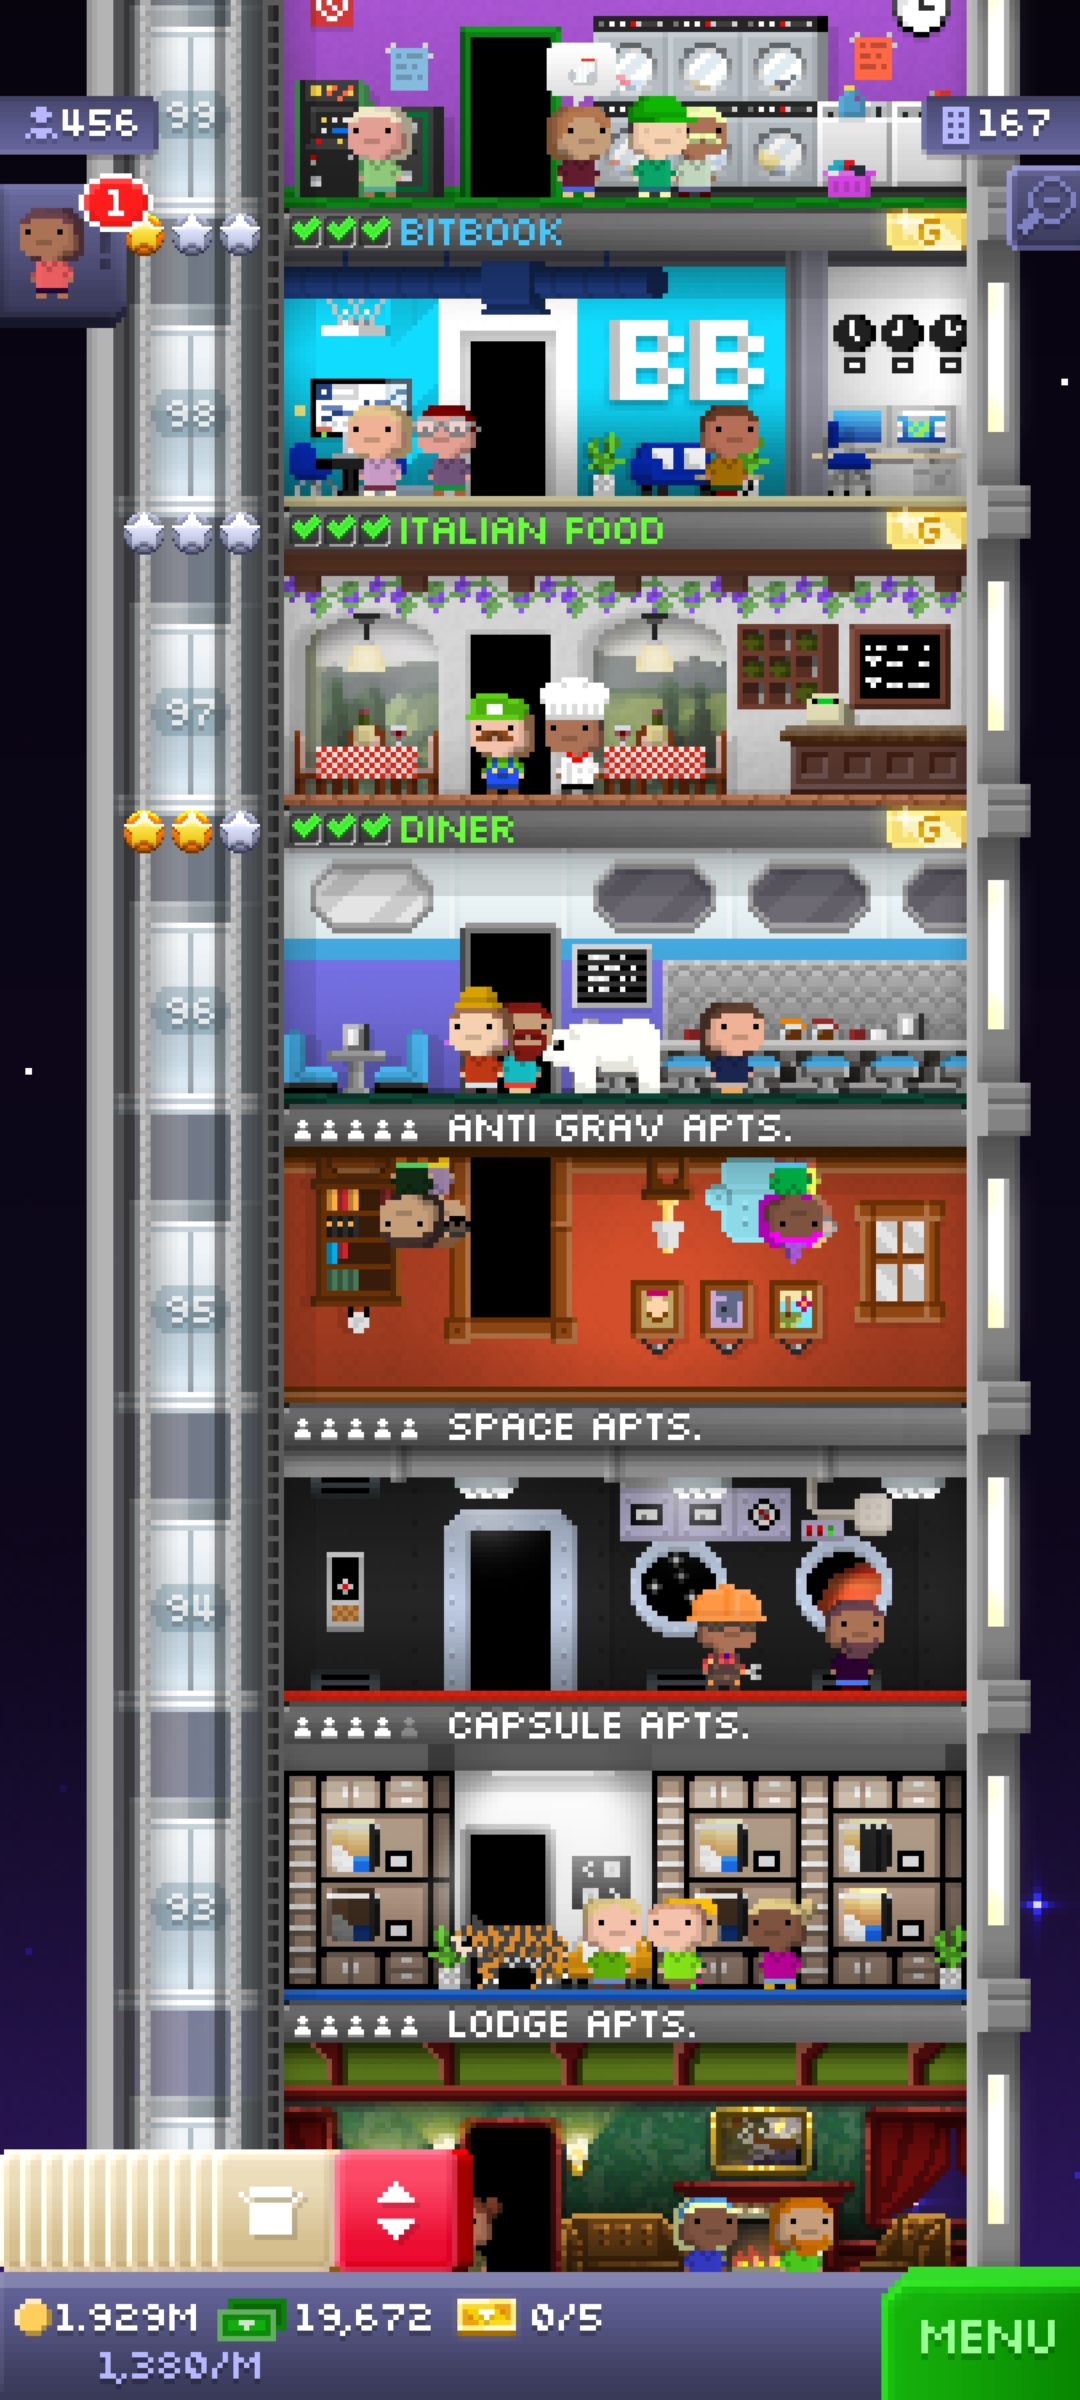 99
456
167
1
BITBOOK
G
BB
98
ITALIAN FOOD
G
97
DINER
G
96
ANTI GRAV APTS.
95
SPACE APTS.
94
CAPSULE APTS.
93
LODGE APTS.
1.929M
19,672
0/5
MENU
1,380/M